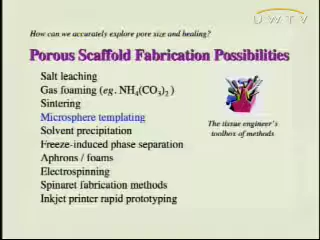 UWTV
How can we accurately explore pore size and healing?
Porous Scaffold Fabrication Possibilities
Salt leaching
Gas foaming (eg. NH4(CO3)2 )
Sintering
Microsphere templating
Solvent precipitation
Freeze-induced phase separation
Aphrons / foams
Electrospinning
Spinaret fabrication methods
Inkjet printer rapid prototyping
The tissue engineer's
toolbox of methods